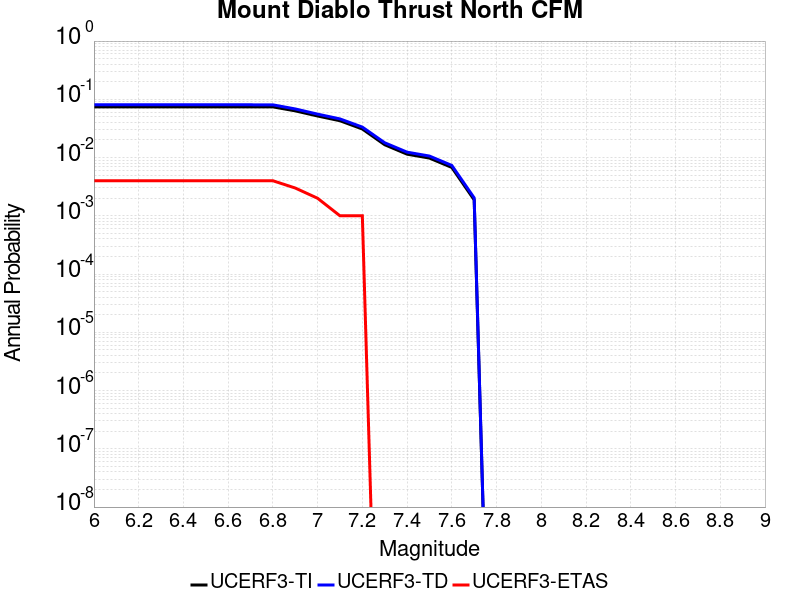 Mount Diablo Thrust North CFM
10^0
10^-1
10^-2
10^-3
10^-4
10^-5
10^-6
10^-7
10^-8
Annual Probability
6 6.2 6.4 6.6 6.8 7 7.2 7.4 7.6 7.8 8 8.2 8.4 8.6 8.8 9
Magnitude
UCERF3-TI UCERF3-TD UCERF3-ETAS